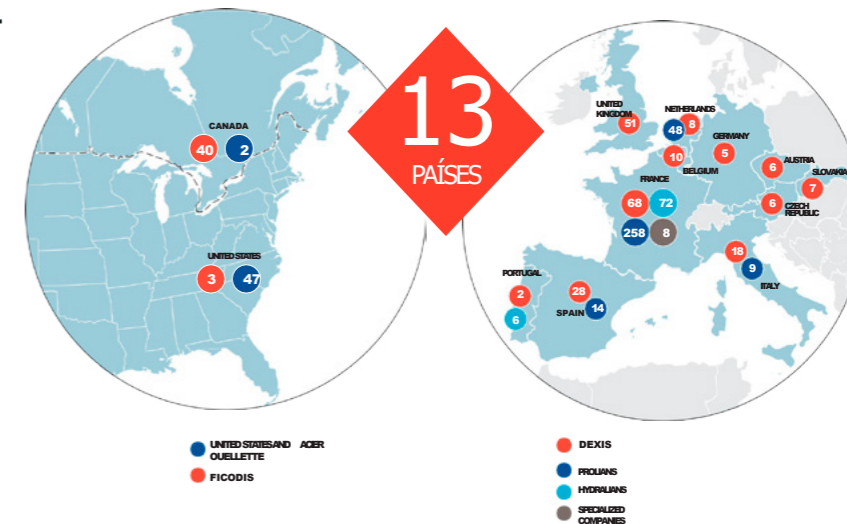 CANADA
40
2
UNITED STATES
3
47
UNITED STATES AND ACIER
OUELLETTE
FICODIS
13
PAÍSES
UNITED
KINGDOM
51
NETHERLANDS
48
8
GERMANY
5
10
BELGIUM
AUSTRIA
6
SLOVAKIA
7
6
CZECH
REPUBLIC
FRANCE
68
72
258
8
18
9
ITALY
PORTUGAL
2
6
28
SPAIN
14
DEXIS
PROLIANS
HYDRALIANS
SPECIALIZED
COMPANIES